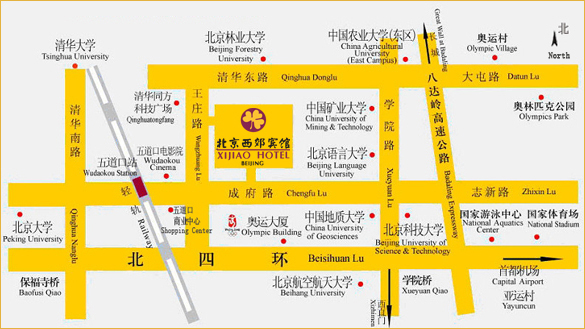 清华大学
Tsinghua University
北京林业大学
Beijing Forestry
University
中国农业大学(东区)
China Agricultural
University
(East Campus)
Great Wall at Badaling
长城
奥运村
Olympic Village
北
North
清华东路
Qinghua Donglu
大屯路
Datun Lu
清华同方
科技广场
Qinghuatongfang
王庄路
Wangzhuang Lu
北京西郊宾馆
XIJIAO HOTEL
BEIJING
中国矿业大学
China University of
Mining & Technology
学院路
Xueyuan Lu
八达岭高速公路
Badaling Expressway
奥林匹克公园
Olympics Park
清华南路
Qinghua Nanglu
五道口站
Wudaokou Station
五道口电影院
Wudaokou
Cinema
北京语言大学
Beijing Language
University
轻轨
Railway
成府路
Chengfu Lu
志新路
Zhixin Lu
北京大学
Peking University
五道口
商业中心
Shopping Center
奥运大厦
Olympic Building
中国地质大学
China University
of Geosciences
北京科技大学
Beijing University of
Science & Technology
国家游泳中心
National Aquatics
Center
国家体育场
National Stadium
北四环
Beisihuan Lu
保福寺桥
Baofusi Qiao
北京航空航天大学
Beihang University
西直门
Xizhimen
学院桥
Xueyuan Qiao
首都机场
Capital Airport
亚运村
Yayuncun